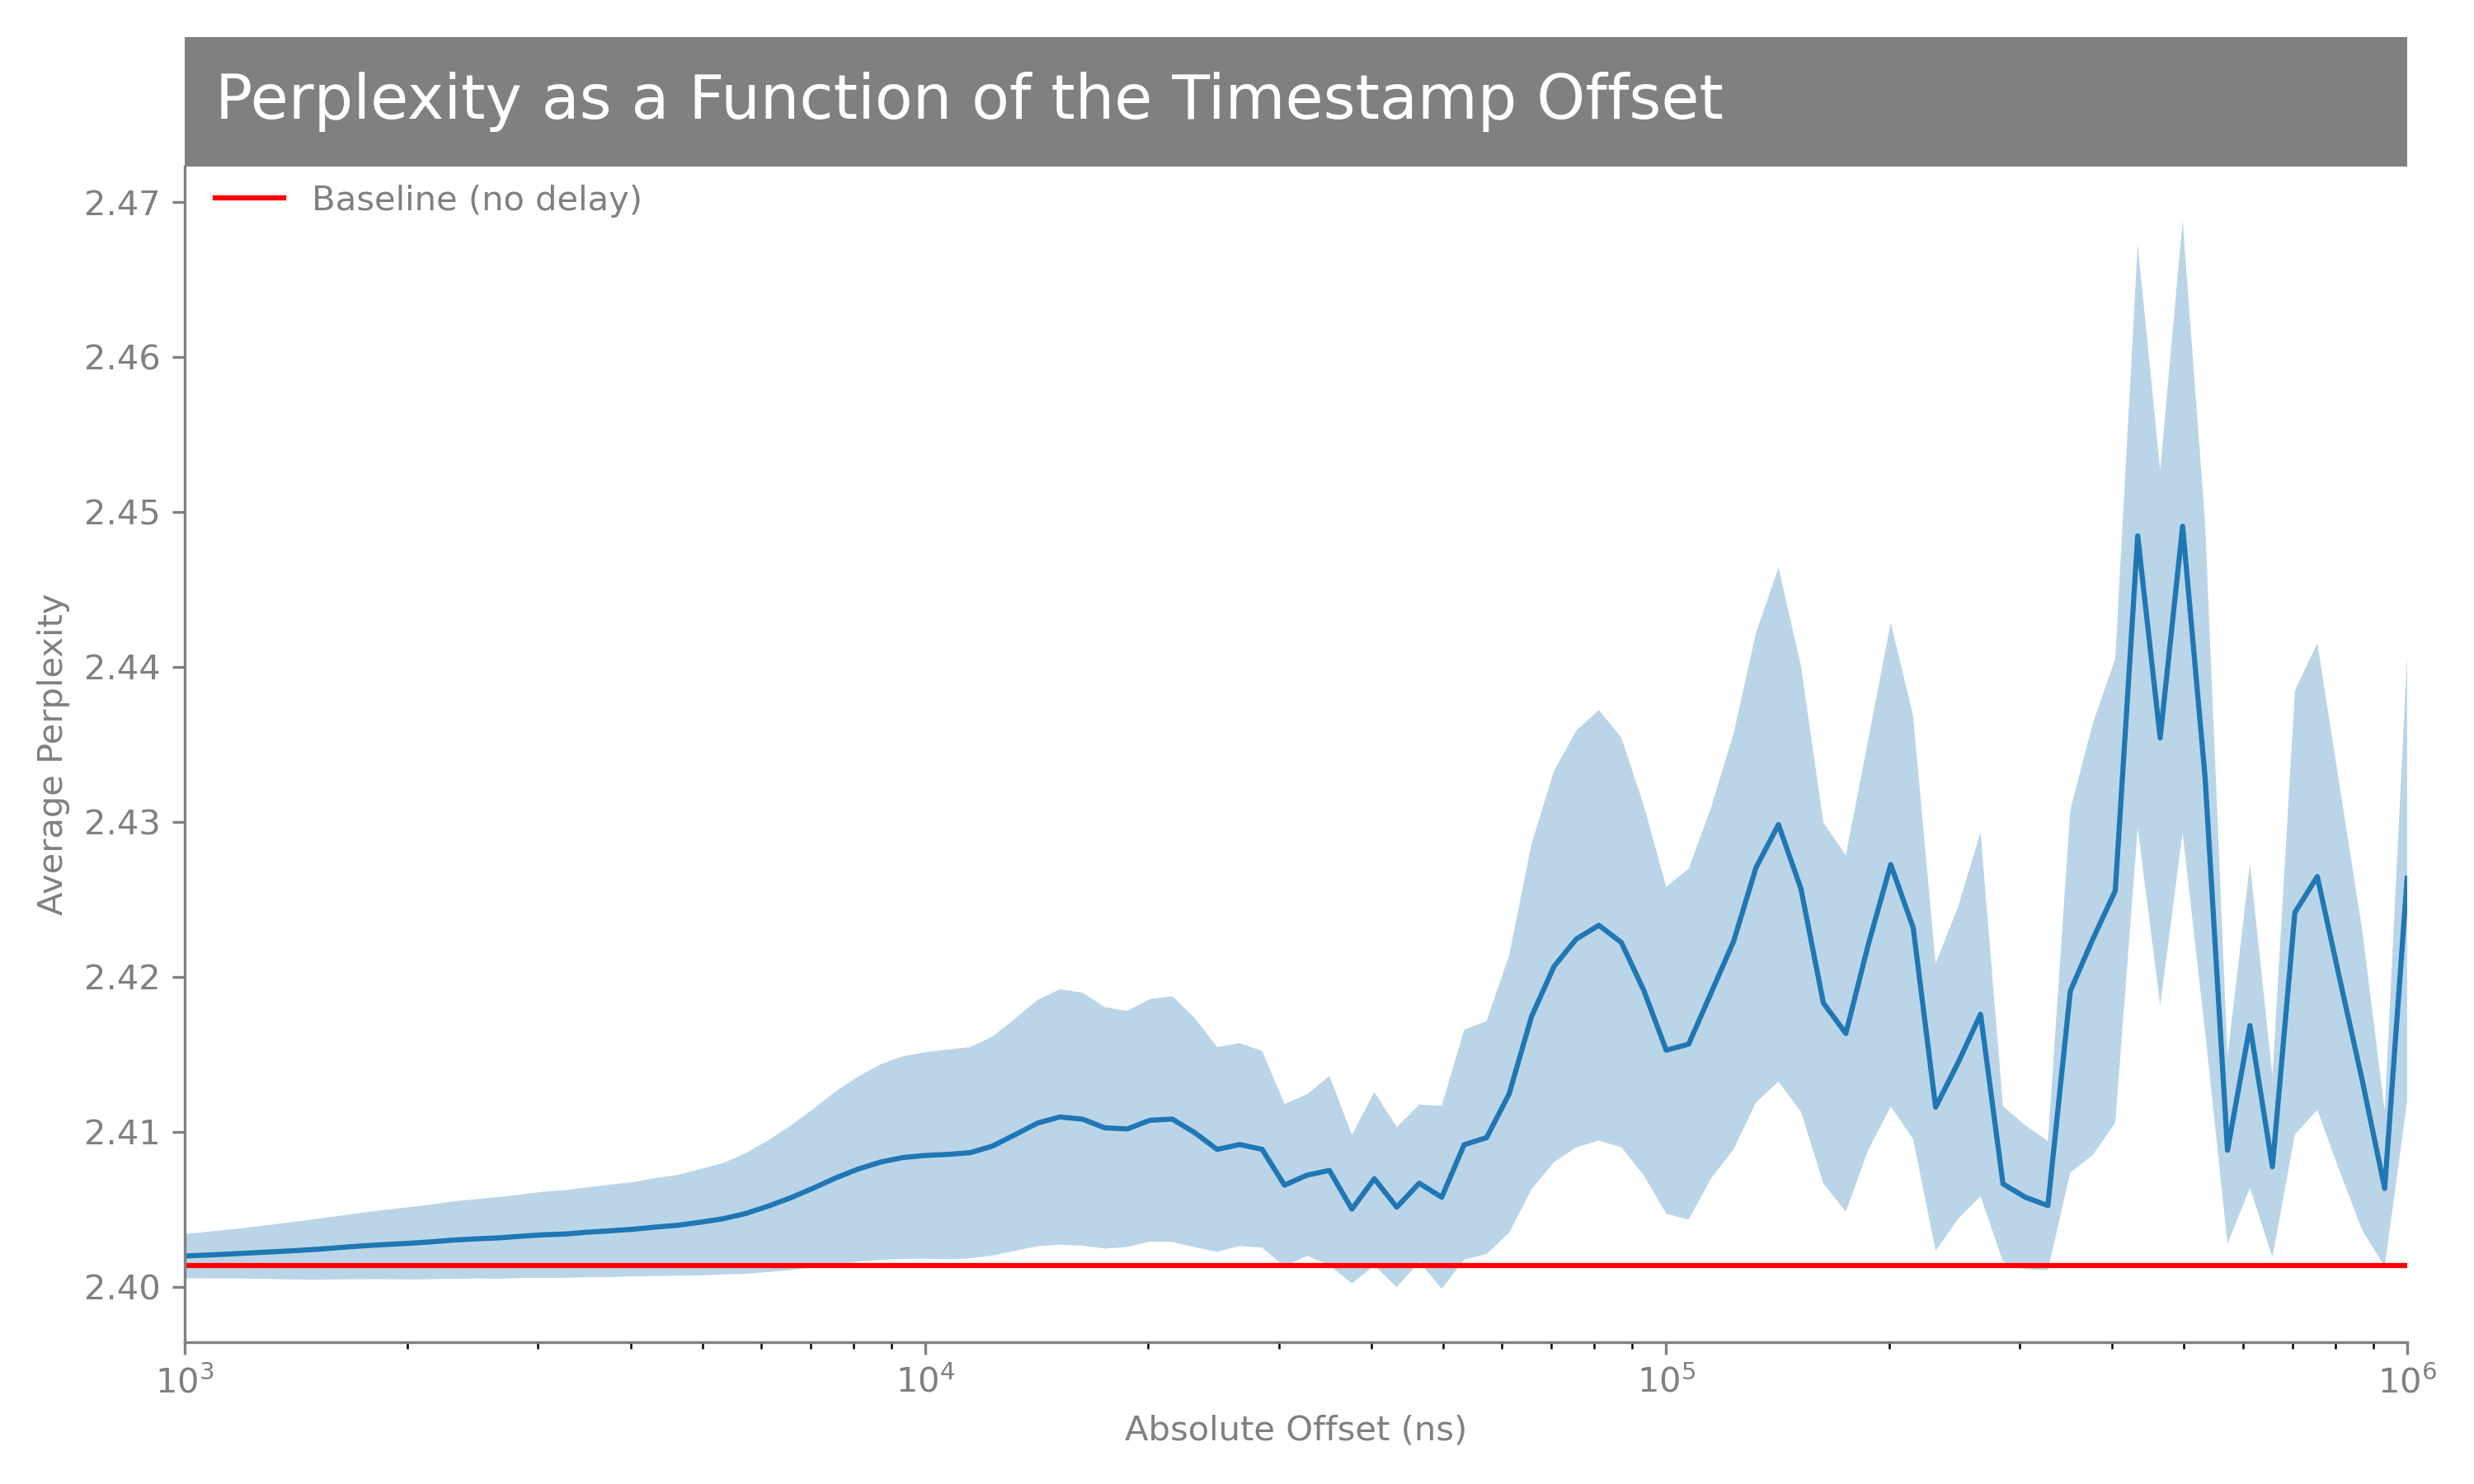 Perplexity as a Function of the Timestamp Offset
Baseline (no delay)
2.47
2.46
2.45
2.44
2.43
2.42
2.41
2.40
Average Perplexity
10³ 10⁴ 10⁵ 10⁶
Absolute Offset (ns)